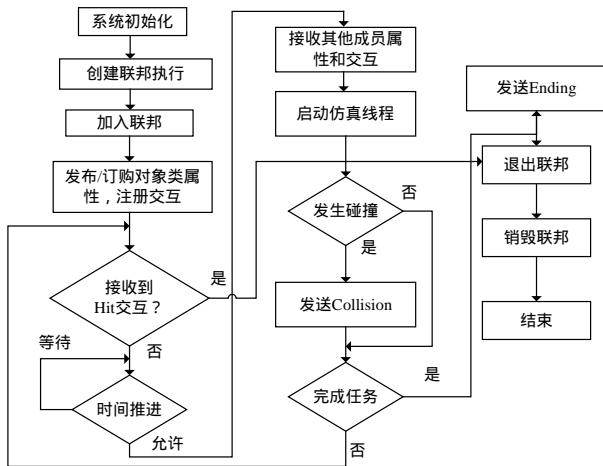 系统初始化
创建联邦执行
加入联邦
发布/订购对象类属
性，注册交互
接收到
Hit交互？
是
否
等待
时间推进
允许
接收其他成员属
性和交互
启动仿真线程
发生碰撞
否
是
发送Collision
完成任务
是
否
发送Ending
退出联邦
销毁联邦
结束